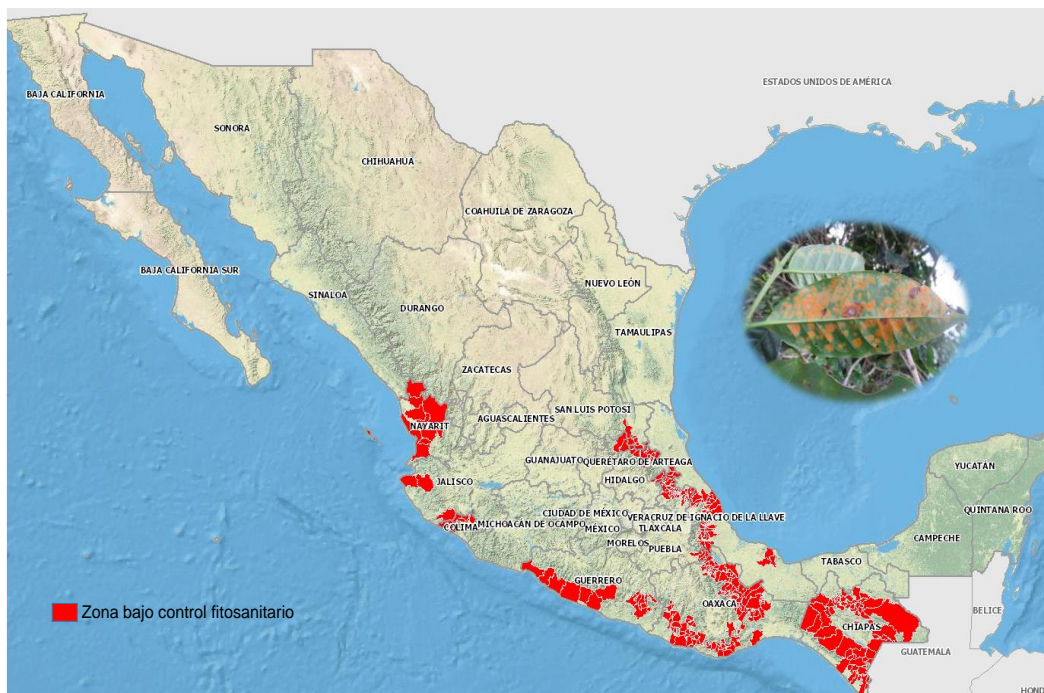 ESTADOS UNIDOS DE AMÉRICA
BAJA CALIFORNIA
SONORA
CHIHUAHUA
COAHUILA DE ZARAGOZA
BAJA CALIFORNIA SUR
SINALOA
NUEVO LEÓN
DURANGO
TAMAULIPAS
ZACATECAS
SAN LUIS POTOSÍ
AGUASCALIENTES
NAYARIT
GUANAJUATO
QUERÉTARO DE ARTEAGA
YUCATÁN
JALISCO
HIDALGO
QUINTANA ROO
CIUDAD DE MÉXICO
VERACRUZ DE IGNACIO DE LA LLAVE
COLIMA
MICHOACÁN DE OCAMPO
MÉXICO
TLAXCALA
CAMPECHE
MORELOS
PUEBLA
TABASCO
GUERRERO
OAXACA
BELICE
CHIAPAS
Zona bajo control fitosanitario
GUATEMALA
HOND